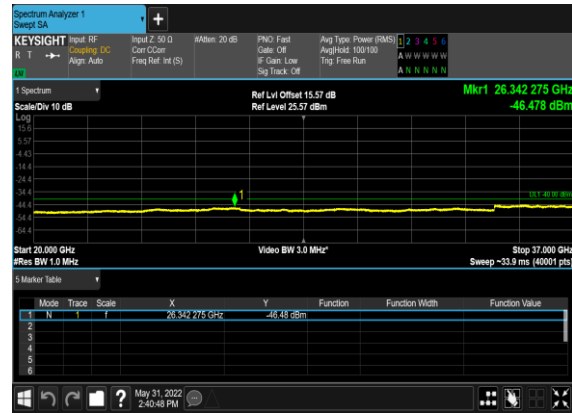 Spectrum Analyzer 1
Swept SA
+
KEYSIGHT Input: RF Input Z: 50 Ω #Atten: 20 dB PNO: Fast Avg Type: Power (RMS) 1 2 3 4 5 6
R T Coupling: DC Corr CCorr Gate: Off Avg|Hold: 100/100 A W W W W W
Align: Auto Freq Ref: Int (S) IF Gain: Low Trig: Free Run
Sig Track: Off A N N N N N
1 Spectrum Ref Lvl Offset 15.57 dB Mkr1 26.342 275 GHz
Scale/Div 10 dB Ref Level 25.57 dBm -46.478 dBm
Log
15.6
5.57
-4.43
-14.4
-24.4
-34.4
1
DL1 -40.00 dBm
-44.4
-54.4
-64.4
Start 20.000 GHz Video BW 3.0 MHz* Stop 37.000 GHz
#Res BW 1.0 MHz Sweep ~33.9 ms (40001 pts)
5 Marker Table
Mode Trace Scale X Y Function Function Width Function Value
1 N 1 f 26.342 275 GHz -46.48 dBm
2
3
4
5
6
? May 31, 2022
2:40:48 PM